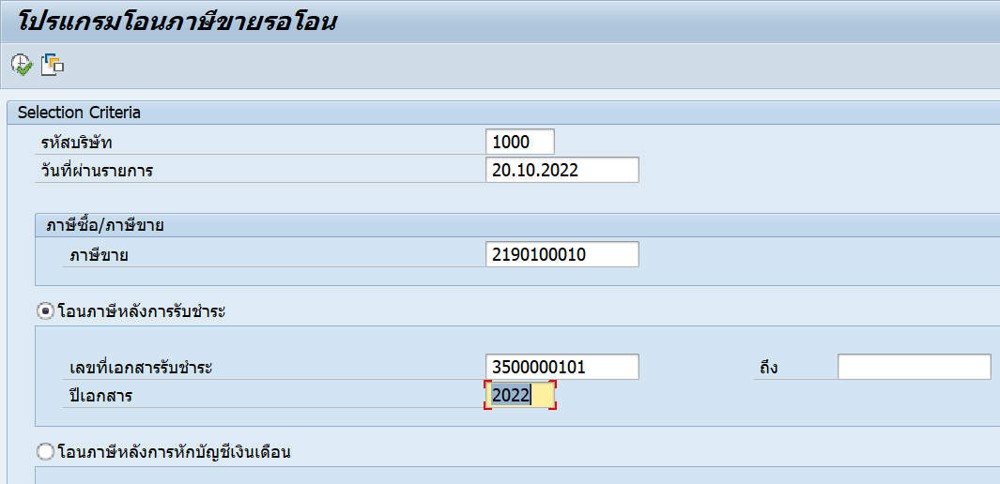 โปรแกรมโอนภาษีขายรอโอน
Selection Criteria
รหัสบริษัท 1000
วันที่ผ่านรายการ 20.10.2022
ภาษีซื้อ/ภาษีขาย
ภาษีขาย 2190100010
โอนภาษีหลังการรับชำระ
เลขที่เอกสารรับชำระ 3500000101 ถึง
ปีเอกสาร 2022
โอนภาษีหลังการหักบัญชีเงินเดือน